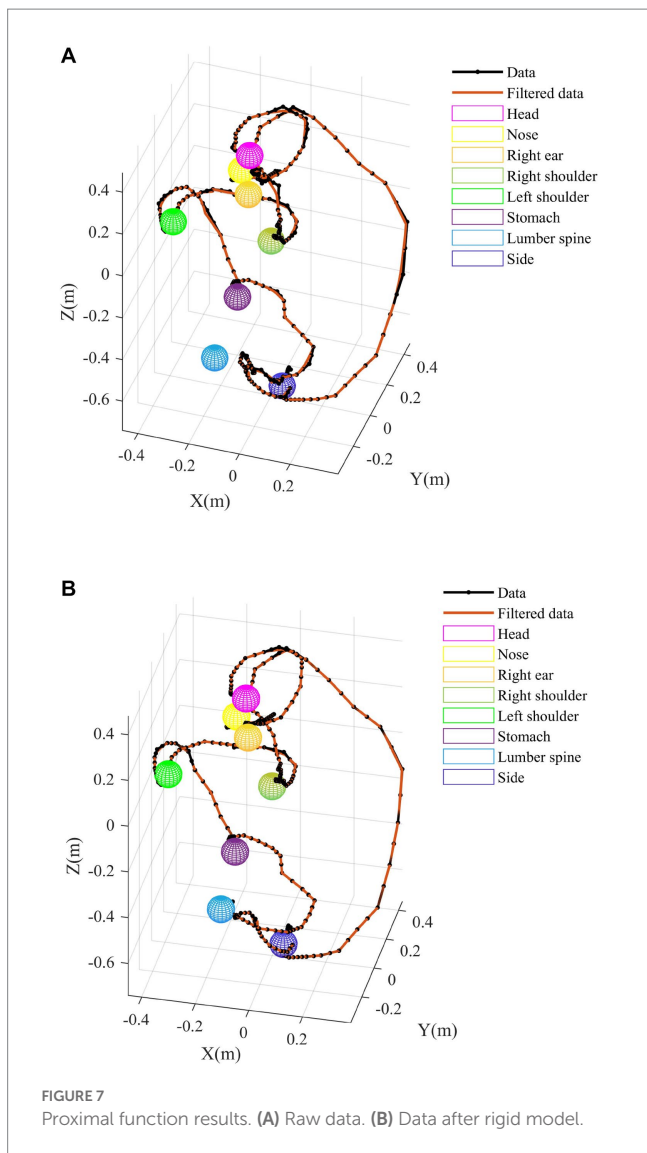 A
Data
Filtered data
Head
Nose
Right ear
Right shoulder
Left shoulder
Stomach
Lumber spine
Side
0.4
0.2
0
-0.2
-0.4
-0.6
Z(m)
-0.4
-0.2
0
0.2
X(m)
-0.2
0
0.2
0.4
Y(m)
B
Data
Filtered data
Head
Nose
Right ear
Right shoulder
Left shoulder
Stomach
Lumber spine
Side
0.4
0.2
0
-0.2
-0.4
-0.6
Z(m)
-0.4
-0.2
0
0.2
X(m)
-0.2
0
0.2
0.4
Y(m)
FIGURE 7
Proximal function results. (A) Raw data. (B) Data after rigid model.